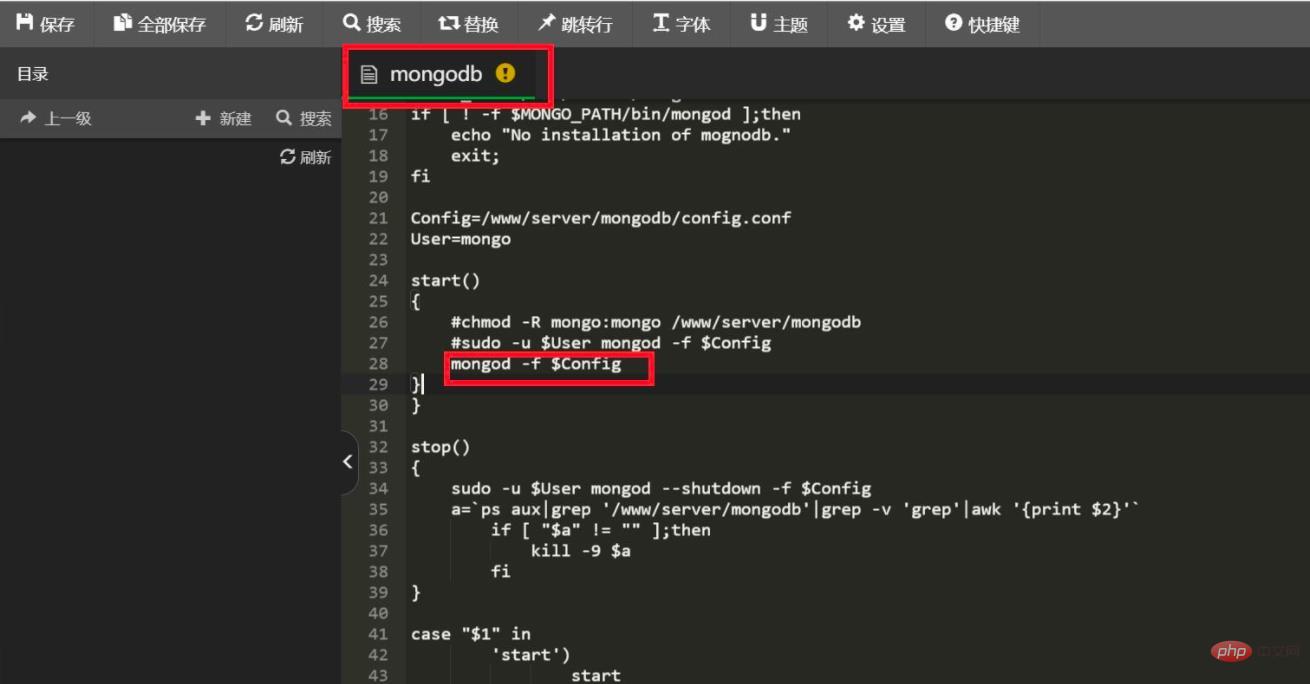 保存 全部保存 刷新 搜索 替换 跳转行 字体 主题 设置 快捷键
目录
mongodb
上一级 新建 搜索
刷新
16 if [ ! -f $MONGO_PATH/bin/mongod ];then
17 echo "No installation of mognodb."
18 exit;
19 fi
20
21 Config=/www/server/mongodb/config.conf
22 User=mongo
23
24 start()
25 {
26 #chmod -R mongo:mongo /www/server/mongodb
27 #sudo -u $User mongod -f $Config
28 mongod -f $Config
29 }
30 }
31
32 stop()
33 {
34 sudo -u $User mongod --shutdown -f $Config
35 a=`ps aux|grep '/www/server/mongodb'|grep -v 'grep'|awk '{print $2}'`
36 if [ "$a" != "" ];then
37 kill -9 $a
38 fi
39 }
40
41 case "$1" in
42 'start')
43 start
php 中文网